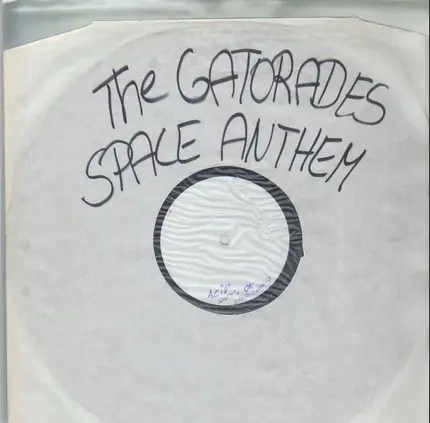 The GATORADES
SPACE ANTHEM